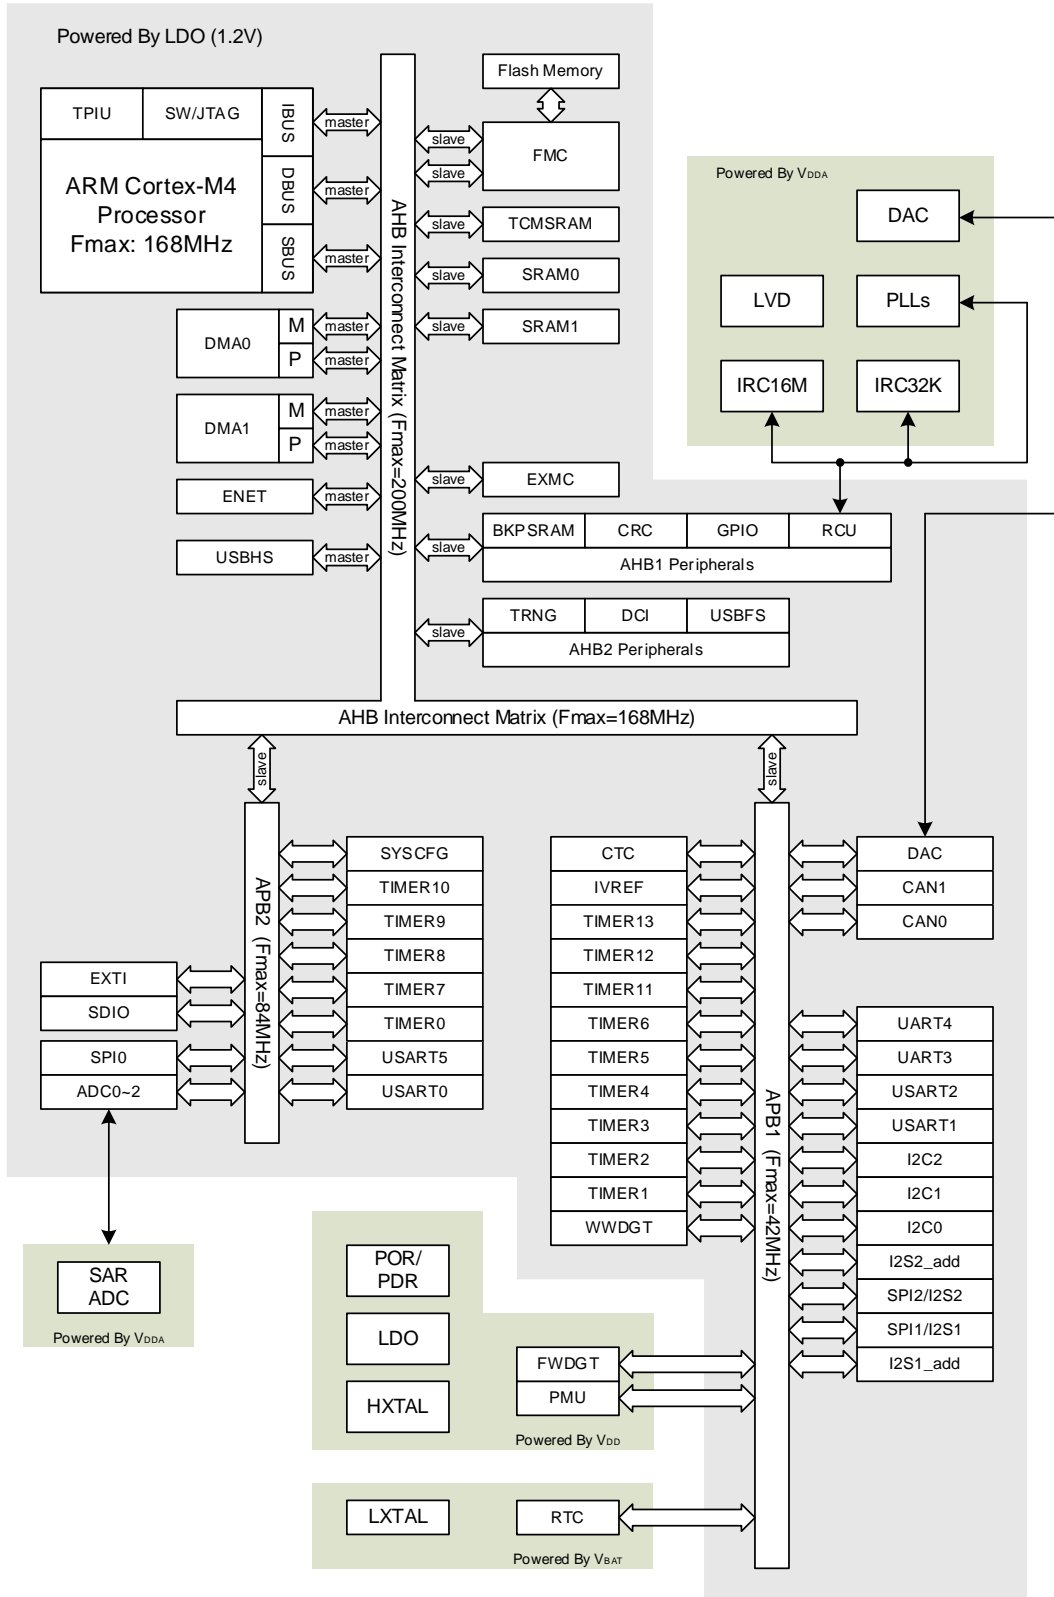 Powered By LDO (1.2V)
TPIU
SW/JTAG
IBUS
DBUS
SBUS
ARM Cortex-M4
Processor
Fmax: 168MHz
master
master
master
DMA0
M
P
master
master
DMA1
M
P
master
master
ENET
master
USBHS
master
AHB Interconnect Matrix (Fmax=200MHz)
Flash Memory
slave
slave
FMC
slave
TCMSRAM
slave
SRAM0
slave
SRAM1
slave
EXMC
slave
BKPSRAM
CRC
GPIO
RCU
AHB1 Peripherals
slave
TRNG
DCI
USBFS
AHB2 Peripherals
Powered By VDDA
DAC
LVD
PLLs
IRC16M
IRC32K
AHB Interconnect Matrix (Fmax=168MHz)
slave
slave
APB2 (Fmax=84MHz)
SYSCFG
TIMER10
TIMER9
TIMER8
TIMER7
TIMER0
USART5
USART0
EXTI
SDIO
SPI0
ADC0~2
SAR
ADC
Powered By VDDA
CTC
IVREF
TIMER13
TIMER12
TIMER11
TIMER6
TIMER5
TIMER4
TIMER3
TIMER2
TIMER1
WWDGT
APB1 (Fmax=42MHz)
DAC
CAN1
CAN0
UART4
UART3
USART2
USART1
I2C2
I2C1
I2C0
I2S2_add
SPI2/I2S2
SPI1/I2S1
I2S1_add
POR/
PDR
LDO
HXTAL
FWDGT
PMU
Powered By VDD
LXTAL
RTC
Powered By VBAT